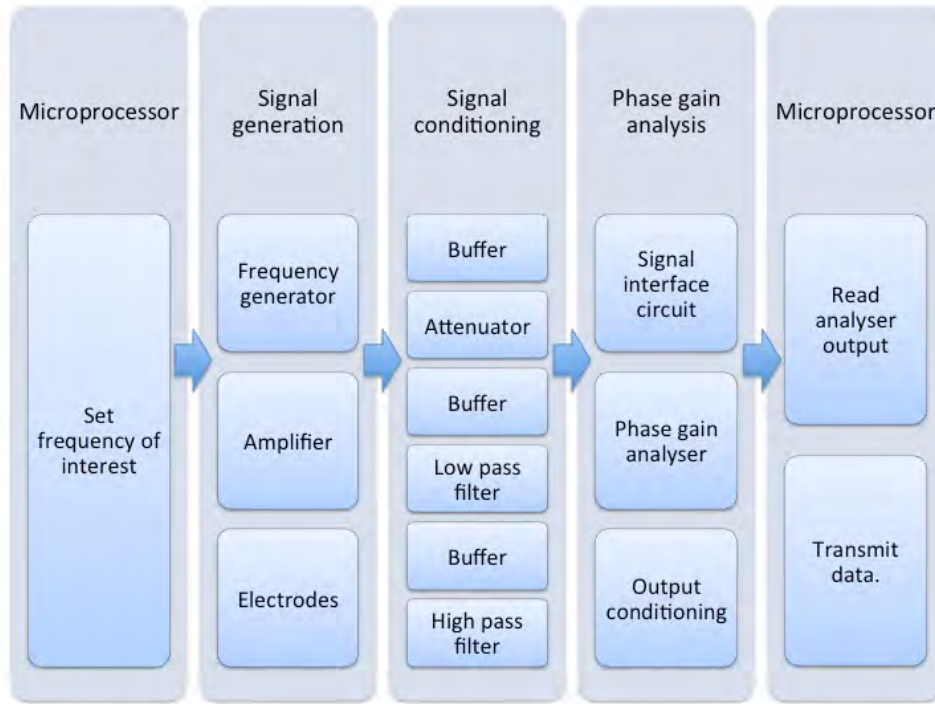 Microprocessor
Set
frequency of
interest
Signal
generation
Frequency
generator
Amplifier
Electrodes
Signal
conditioning
Buffer
Attenuator
Buffer
Low pass
filter
Buffer
High pass
filter
Phase gain
analysis
Signal
interface
circuit
Phase gain
analyser
Output
conditioning
Microprocessor
Read
analyser
output
Transmit
data.